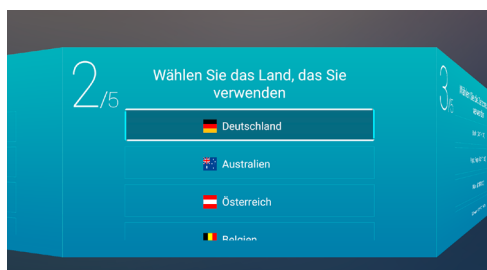 2/5
Wählen Sie das Land, das Sie
verwenden
Deutschland
Australien
Österreich
Belgien
3/5